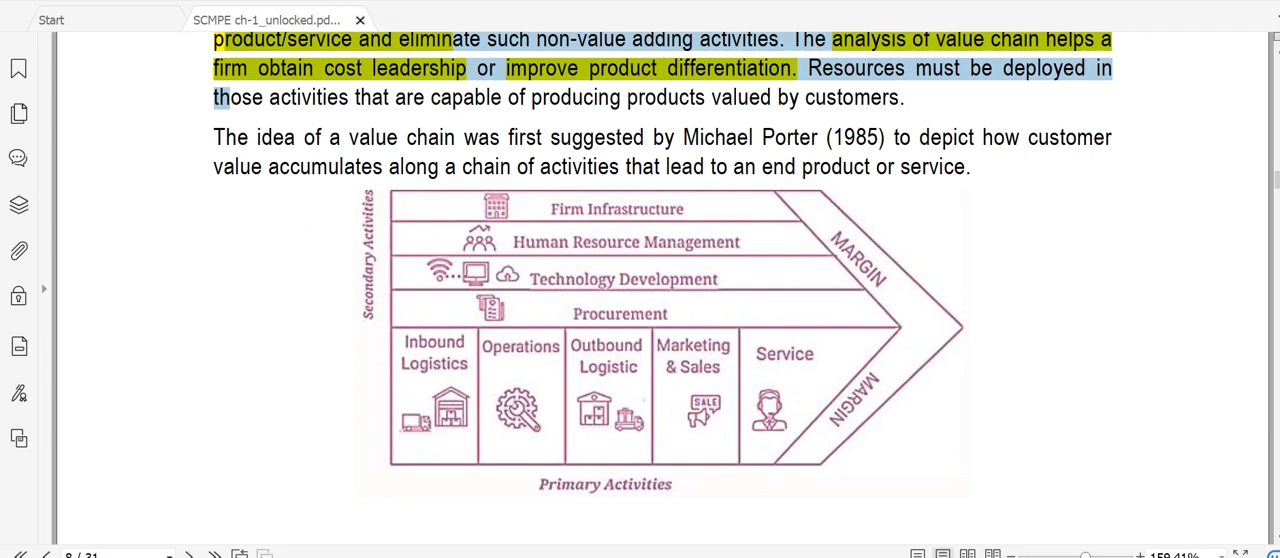 Start
SCMPE ch-1_unlocked.pd...
product/service and eliminate such non-value adding activities. The analysis of value chain helps a
firm obtain cost leadership or improve product differentiation. Resources must be deployed in
those activities that are capable of producing products valued by customers.
The idea of a value chain was first suggested by Michael Porter (1985) to depict how customer
value accumulates along a chain of activities that lead to an end product or service.
Secondary Activities
Firm Infrastructure
Human Resource Management
Technology Development
Procurement
MARGIN
Inbound
Logistics
Operations
Outbound
Logistic
Marketing
& Sales
SALE
Service
MARGIN
Primary Activities
8 / 31
159.41%